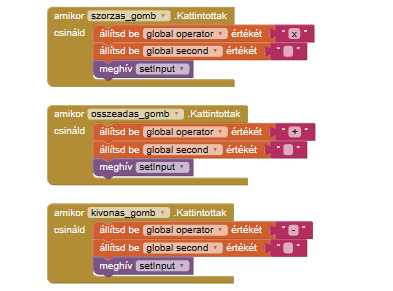 amikor szorzas_gomb .Kattintottak
csináld állítsd be global operator értékét " x "
állítsd be global second értékét " "
meghív setInput
amikor osszeadas_gomb .Kattintottak
csináld állítsd be global operator értékét " + "
állítsd be global second értékét " "
meghív setInput
amikor kivonas_gomb .Kattintottak
csináld állítsd be global operator értékét " - "
állítsd be global second értékét " "
meghív setInput